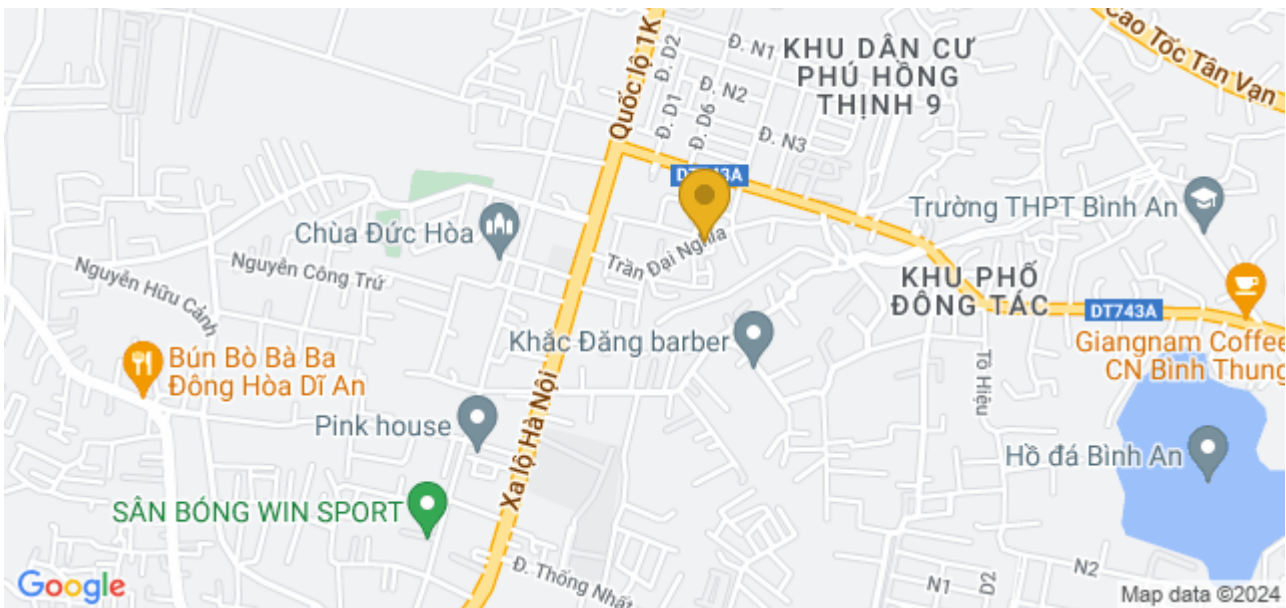 Cao Tốc Tân Vạn
Quốc lộ 1K
Đ. D2
Đ. N1
KHU DÂN CƯ
PHÚ HỒNG
THỊNH 9
Đ. N2
Đ. D1
Đ. D6
Đ. N3
DT743A
Trường THPT Bình An
Chùa Đức Hòa
Trần Đại Nghĩa
Nguyễn Công Trứ
Nguyễn Hữu Cảnh
KHU PHỐ
ĐÔNG TÁC
DT743A
Khắc Đăng barber
Giangnam Coffee
CN Bình Thung
Bún Bò Bà Ba
Đông Hòa Dĩ An
Tô Hiệu
Xa lộ Hà Nội
Pink house
Hồ đá Bình An
SÂN BÓNG WIN SPORT
Đ. Thống Nhất
N1
D2
N2
Google
Map data ©2024